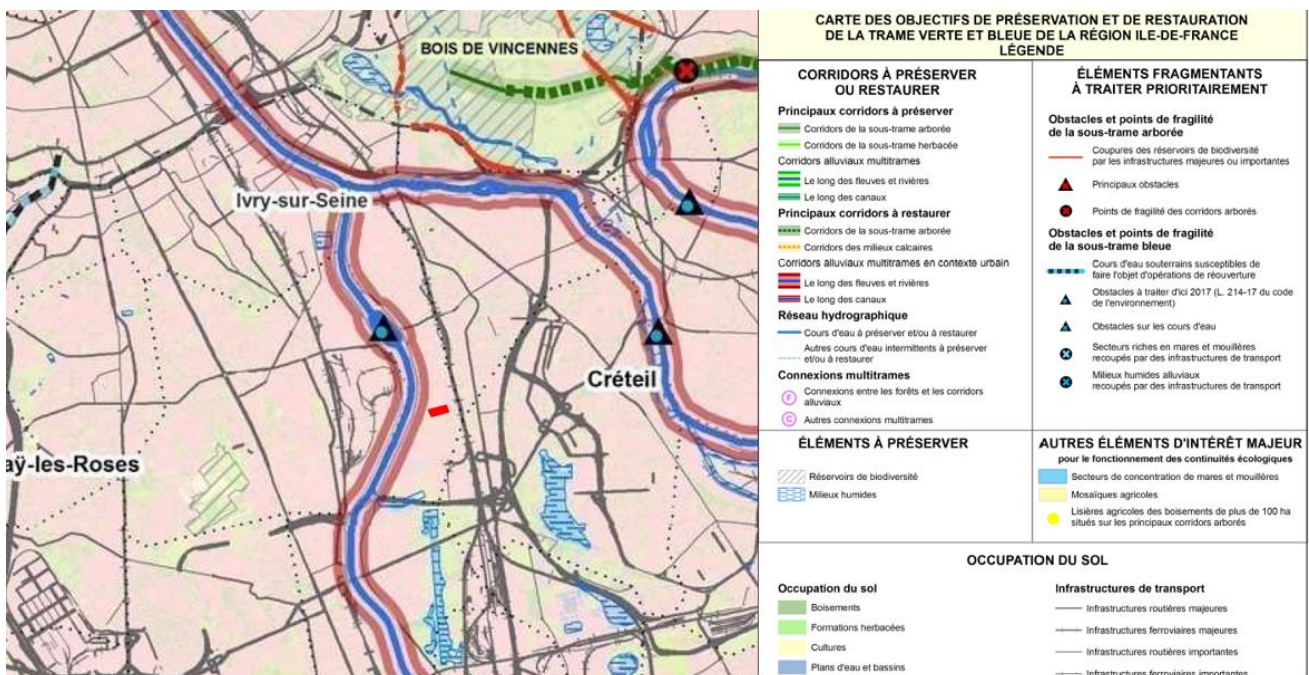 BOIS DE VINCENNES
Ivry-sur-Seine
Créteil
aÿ-les-Roses
CARTE DES OBJECTIFS DE PRÉSERVATION ET DE RESTAURATION
DE LA TRAME VERTE ET BLEUE DE LA RÉGION ILE-DE-FRANCE
LÉGENDE
CORRIDORS À PRÉSERVER
OU RESTAURER
Principaux corridors à préserver
Corridors de la sous-trame arborée
Corridors de la sous-trame herbacée
Corridors alluviaux multitrames
Le long des fleuves et rivières
Le long des canaux
Principaux corridors à restaurer
Corridors de la sous-trame arborée
Corridors des milieux calcaires
Corridors alluviaux multitrames en contexte urbain
Le long des fleuves et rivières
Le long des canaux
Réseau hydrographique
Cours d'eau à préserver et/ou à restaurer
Autres cours d'eau intermittents à préserver
et/ou à restaurer
Connexions multitrames
F Connexions entre les forêts et les corridors
alluviaux
C Autres connexions multitrames
ÉLÉMENTS FRAGMENTANTS
À TRAITER PRIORITAIREMENT
Obstacles et points de fragilité
de la sous-trame arborée
Coupures des réservoirs de biodiversité
par les infrastructures majeures ou importantes
Principaux obstacles
Points de fragilité des corridors arborés
Obstacles et points de fragilité
de la sous-trame bleue
Cours d'eau souterrains susceptibles de
faire l'objet d'opérations de réouverture
Obstacles à traiter d'ici 2017 (L. 214-17 du code
de l'environnement)
Obstacles sur les cours d'eau
Secteurs riches en mares et mouillères
recoupés par des infrastructures de transport
Milieux humides alluviaux
recoupés par des infrastructures de transport
ÉLÉMENTS À PRÉSERVER
Réservoirs de biodiversité
Milieux humides
AUTRES ÉLÉMENTS D'INTÉRÊT MAJEUR
pour le fonctionnement des continuités écologiques
Secteurs de concentration de mares et mouillères
Mosaïques agricoles
Lisières agricoles des boisements de plus de 100 ha
situés sur les principaux corridors arborés
OCCUPATION DU SOL
Occupation du sol
Boisements
Formations herbacées
Cultures
Plans d'eau et bassins
Infrastructures de transport
Infrastructures routières majeures
Infrastructures ferroviaires majeures
Infrastructures routières importantes
Infrastructures ferroviaires importantes